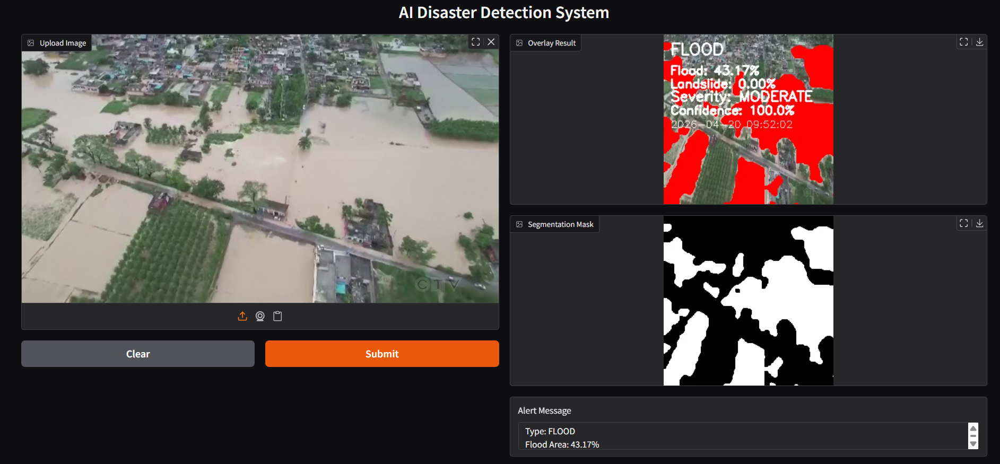 AI Disaster Detection System
Upload Image
CTV
Clear
Submit
Overlay Result
FLOOD
Flood: 43.17%
Landslide: 0.00%
Severity: MODERATE
Confidence: 100.0%
2026-04-20 09:52:02
Segmentation Mask
Alert Message
Type: FLOOD
Flood Area: 43.17%